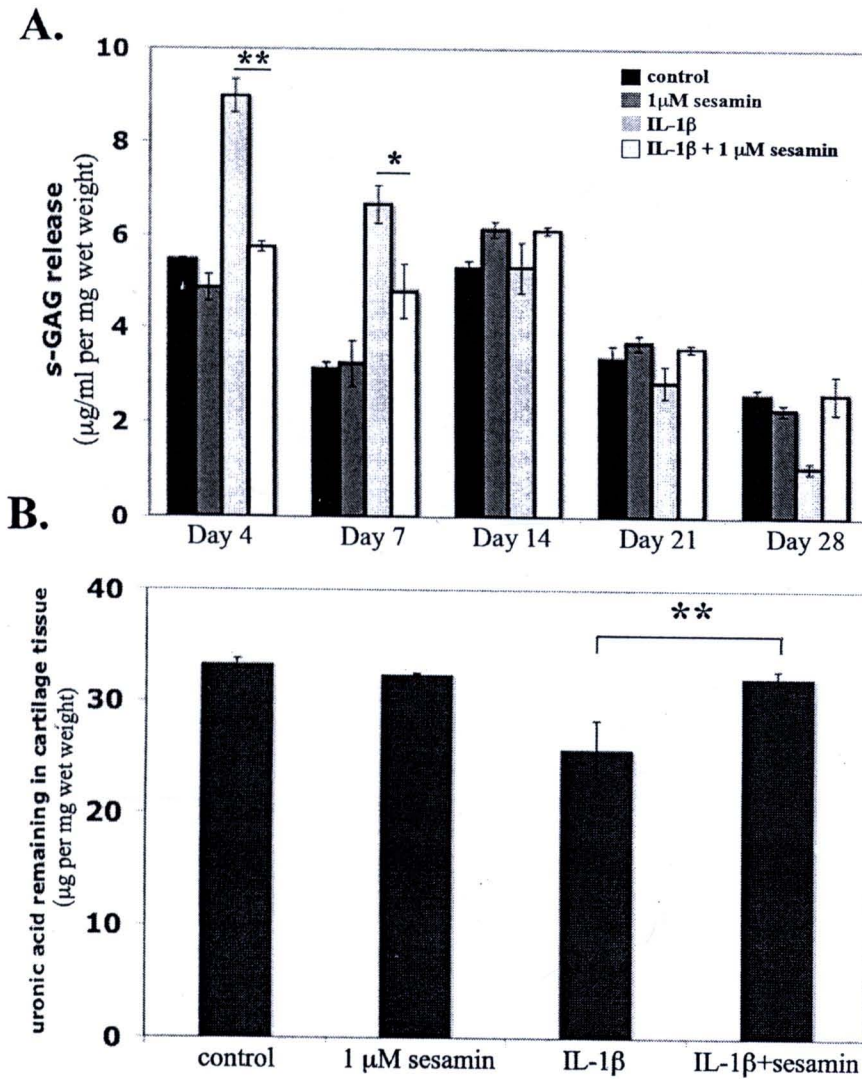 A.
10
8
6
4
2
0
s-GAG release
(µg/ml per mg wet weight)
**
*
control
1µM sesamin
IL-1β
IL-1β + 1 µM sesamin
Day 4
Day 7
Day 14
Day 21
Day 28
B.
40
30
20
10
0
uronic acid remaining in cartilage tissue
(µg per mg wet weight)
**
control
1 µM sesamin
IL-1β
IL-1β+sesamin